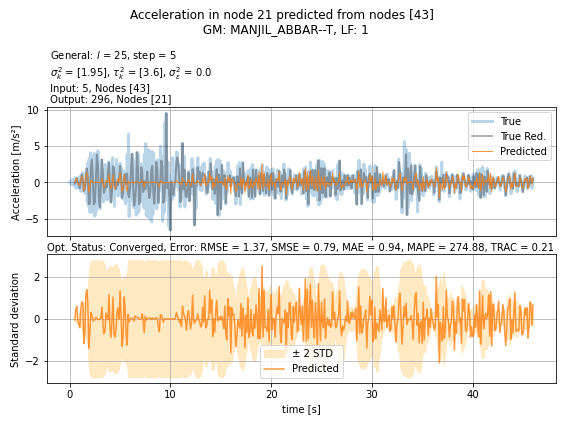 Acceleration in node 21 predicted from nodes [43]
GM: MANJIL_ABBAR--T, LF: 1
General: l = 25, step = 5
σ²ₖ = [1.95], τ²ₖ = [3.6], σ²ₑ = 0.0
Input: 5, Nodes [43]
Output: 296, Nodes [21]
Acceleration [m/s²]
10
5
0
−5
True
True Red.
Predicted
Opt. Status: Converged, Error: RMSE = 1.37, SMSE = 0.79, MAE = 0.94, MAPE = 274.88, TRAC = 0.21
Standard deviation
2
0
−2
± 2 STD
Predicted
0 10 20 30 40
time [s]